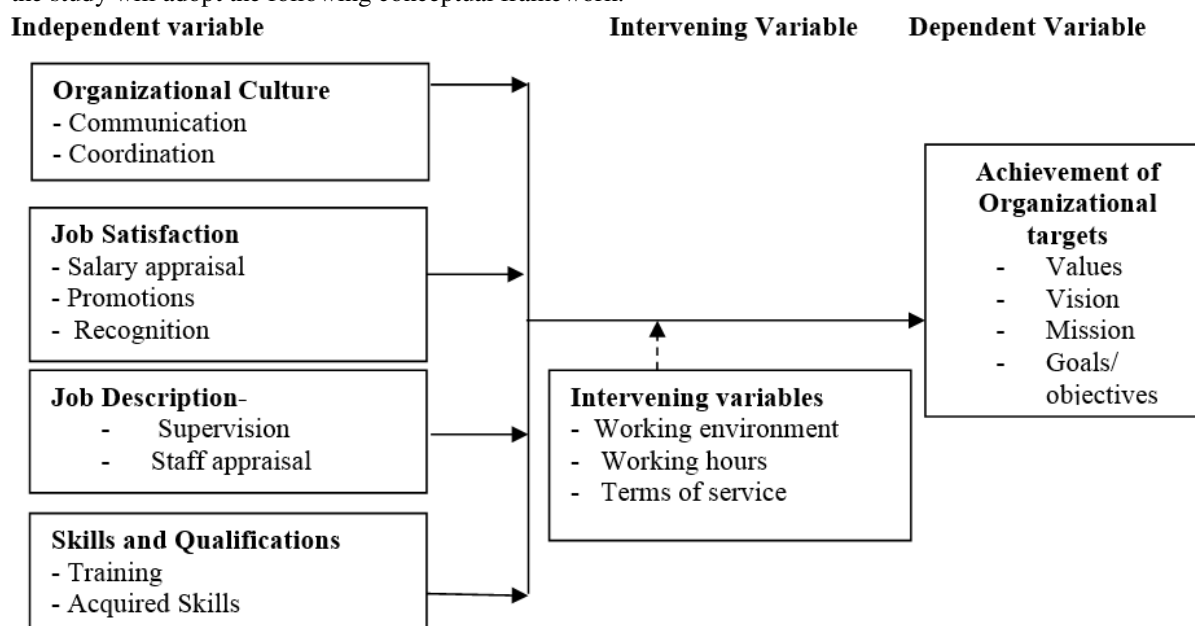 the study will adopt the following conceptual framework.
Independent variable
Intervening Variable
Dependent Variable
Organizational Culture
- Communication
- Coordination
Job Satisfaction
- Salary appraisal
- Promotions
- Recognition
Job Description-
- Supervision
- Staff appraisal
Skills and Qualifications
- Training
- Acquired Skills
Intervening variables
- Working environment
- Working hours
- Terms of service
Achievement of
Organizational
targets
- Values
- Vision
- Mission
- Goals/
objectives